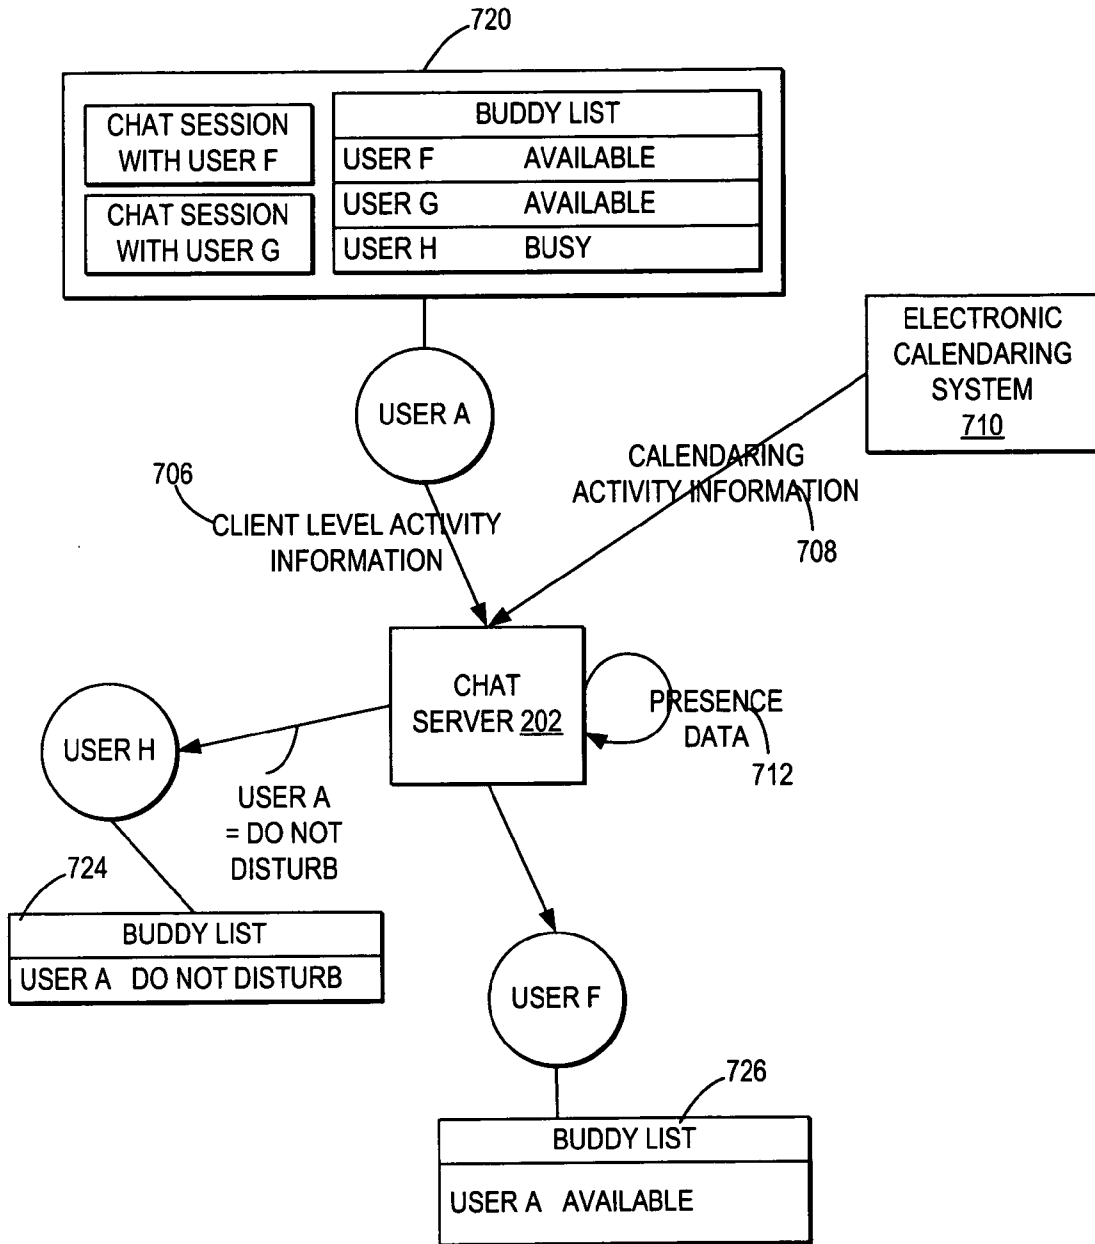 720
CHAT SESSION
WITH USER F
CHAT SESSION
WITH USER G
BUDDY LIST
USER F AVAILABLE
USER G AVAILABLE
USER H BUSY
USER A
ELECTRONIC
CALENDARING
SYSTEM
710
706
CLIENT LEVEL ACTIVITY
INFORMATION
CALENDARING
ACTIVITY INFORMATION
708
CHAT
SERVER 202
PRESENCE
DATA
712
USER H
USER A
= DO NOT
DISTURB
724
BUDDY LIST
USER A DO NOT DISTURB
USER F
726
BUDDY LIST
USER A AVAILABLE